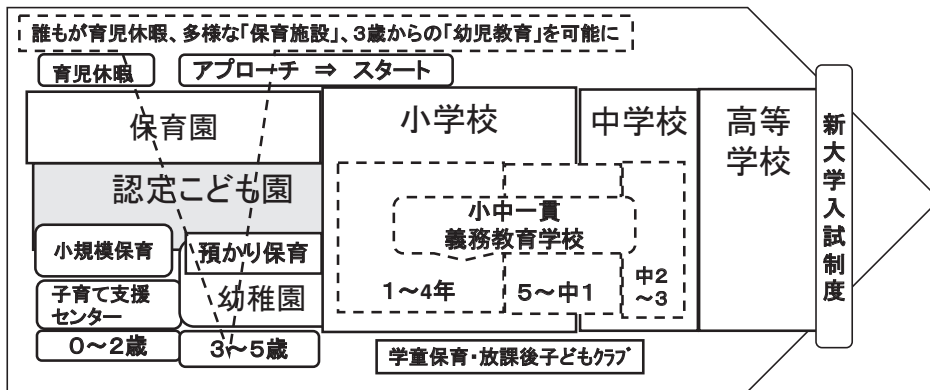 誰もが育児休暇、多様な「保育施設」、3歳からの「幼児教育」を可能に
育児休暇
アプローチ ⇒ スタート
保育園
認定こども園
小規模保育
預かり保育
子育て支援
センター
幼稚園
0～2歳
3～5歳
小学校
中学校
高等
学校
小中一貫
義務教育学校
1～4年
5～中1
中2
～3
学童保育・放課後子どもクラブ
新大学入試制度